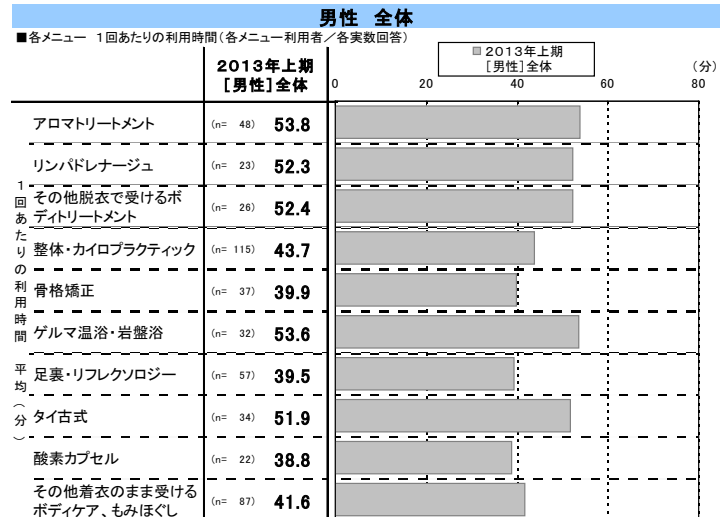 男性 全体
■各メニュー 1回あたりの利用時間(各メニュー利用者/各実数回答)
2013年上期
[男性]全体
2013年上期
[男性]全体
(分)
0 20 40 60 80
1回あたりの利用時間 平均(分)
アロマトリートメント (n= 48) 53.8
リンパドレナージュ (n= 23) 52.3
その他脱衣で受けるボ
ディトリートメント (n= 26) 52.4
整体・カイロプラクティック (n= 115) 43.7
骨格矯正 (n= 37) 39.9
ゲルマ温浴・岩盤浴 (n= 32) 53.6
足裏・リフレクソロジー (n= 57) 39.5
タイ古式 (n= 34) 51.9
酸素カプセル (n= 22) 38.8
その他着衣のまま受ける
ボディケア、もみほぐし (n= 87) 41.6